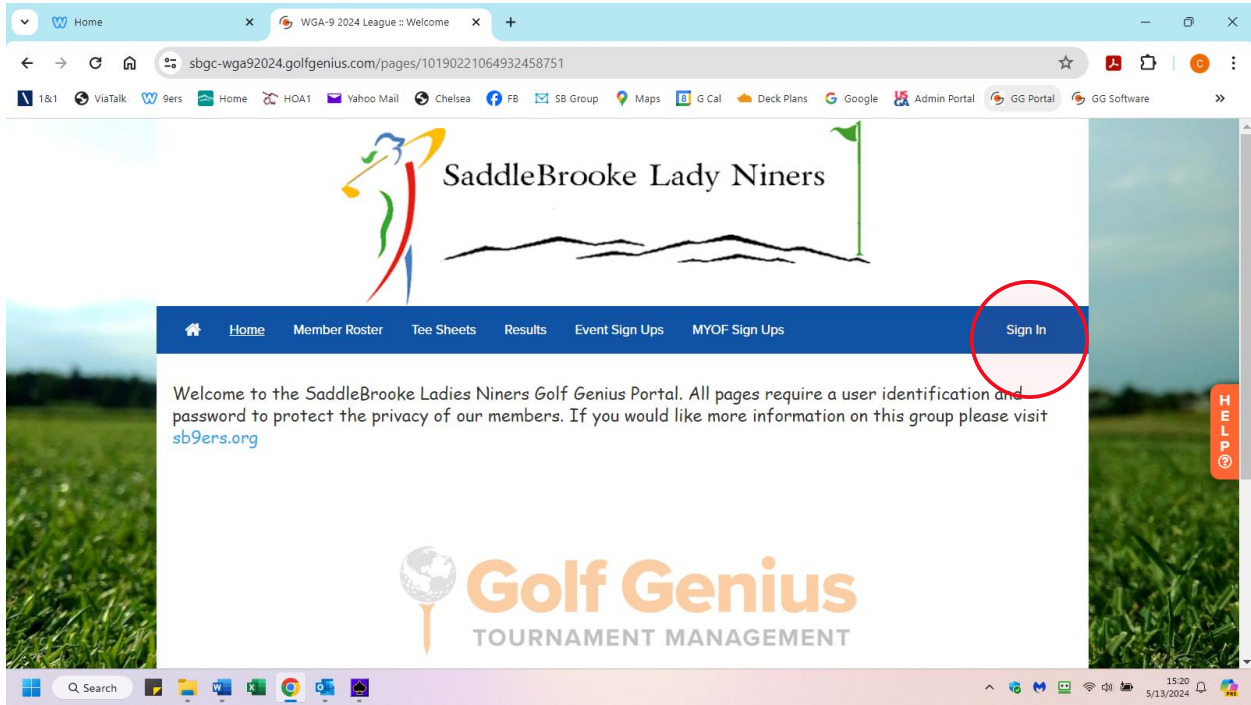 Home
WGA-9 2024 League :: Welcome
sbgc-wga92024.golfgenius.com/pages/10190221064932458751
C
1&1 ViaTalk 9ers Home HOA1 Yahoo Mail Chelsea FB SB Group Maps 8 G Cal Deck Plans Google Admin Portal GG Portal GG Software »
SaddleBrooke Lady Niners
Home Member Roster Tee Sheets Results Event Sign Ups MYOF Sign Ups Sign In
Welcome to the SaddleBrooke Ladies Niners Golf Genius Portal. All pages require a user identification and
password to protect the privacy of our members. If you would like more information on this group please visit
sb9ers.org
HELP?
Golf Genius
TOURNAMENT MANAGEMENT
Search
15:20
5/13/2024
PRE